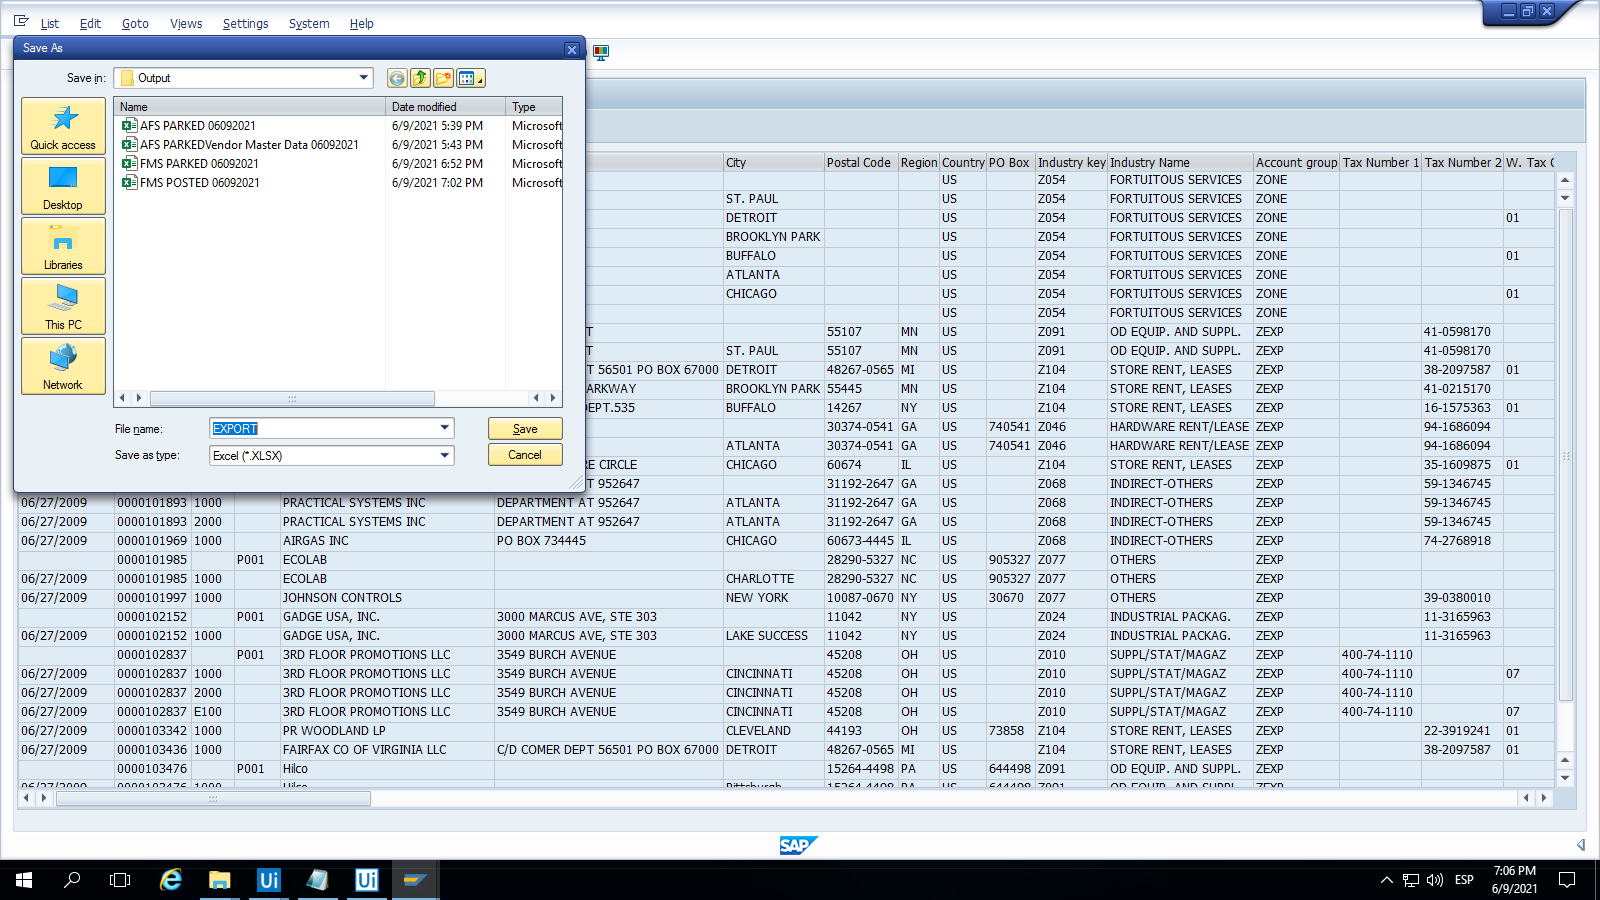 List Edit Goto Views Settings System Help
Save As
Save in: Output
Quick access
Desktop
Libraries
This PC
Network
Name Date modified Type
AFS PARKED 06092021 6/9/2021 5:39 PM Microsoft
AFS PARKEDVendor Master Data 06092021 6/9/2021 5:43 PM Microsoft
FMS PARKED 06092021 6/9/2021 6:52 PM Microsoft
FMS POSTED 06092021 6/9/2021 7:02 PM Microsoft
File name: EXPORT Save
Save as type: Excel (*.XLSX) Cancel
City Postal Code Region Country PO Box Industry key Industry Name Account group Tax Number 1 Tax Number 2 W. Tax C
US Z054 FORTUITOUS SERVICES ZONE
ST. PAUL US Z054 FORTUITOUS SERVICES ZONE
DETROIT US Z054 FORTUITOUS SERVICES ZONE 01
BROOKLYN PARK US Z054 FORTUITOUS SERVICES ZONE
BUFFALO US Z054 FORTUITOUS SERVICES ZONE 01
ATLANTA US Z054 FORTUITOUS SERVICES ZONE
CHICAGO US Z054 FORTUITOUS SERVICES ZONE 01
US Z054 FORTUITOUS SERVICES ZONE
T 55107 MN US Z091 OD EQUIP. AND SUPPL. ZEXP 41-0598170
T ST. PAUL 55107 MN US Z091 OD EQUIP. AND SUPPL. ZEXP 41-0598170
T 56501 PO BOX 67000 DETROIT 48267-0565 MI US Z104 STORE RENT, LEASES ZEXP 38-2097587 01
ARKWAY BROOKLYN PARK 55445 MN US Z104 STORE RENT, LEASES ZEXP 41-0215170
DEPT.535 BUFFALO 14267 NY US Z104 STORE RENT, LEASES ZEXP 16-1575363 01
30374-0541 GA US 740541 Z046 HARDWARE RENT/LEASE ZEXP 94-1686094
ATLANTA 30374-0541 GA US 740541 Z046 HARDWARE RENT/LEASE ZEXP 94-1686094
RE CIRCLE CHICAGO 60674 IL US Z104 STORE RENT, LEASES ZEXP 35-1609875 01
T 952647 31192-2647 GA US Z068 INDIRECT-OTHERS ZEXP 59-1346745
06/27/2009 0000101893 1000 PRACTICAL SYSTEMS INC DEPARTMENT AT 952647 ATLANTA 31192-2647 GA US Z068 INDIRECT-OTHERS ZEXP 59-1346745
06/27/2009 0000101893 2000 PRACTICAL SYSTEMS INC DEPARTMENT AT 952647 ATLANTA 31192-2647 GA US Z068 INDIRECT-OTHERS ZEXP 59-1346745
06/27/2009 0000101969 1000 AIRGAS INC PO BOX 734445 CHICAGO 60673-4445 IL US Z068 INDIRECT-OTHERS ZEXP 74-2768918
0000101985 P001 ECOLAB 28290-5327 NC US 905327 Z077 OTHERS ZEXP
06/27/2009 0000101985 1000 ECOLAB CHARLOTTE 28290-5327 NC US 905327 Z077 OTHERS ZEXP
06/27/2009 0000101997 1000 JOHNSON CONTROLS NEW YORK 10087-0670 NY US 30670 Z077 OTHERS ZEXP 39-0380010
0000102152 P001 GADGE USA, INC. 3000 MARCUS AVE, STE 303 11042 NY US Z024 INDUSTRIAL PACKAG. ZEXP 11-3165963
06/27/2009 0000102152 1000 GADGE USA, INC. 3000 MARCUS AVE, STE 303 LAKE SUCCESS 11042 NY US Z024 INDUSTRIAL PACKAG. ZEXP 11-3165963
0000102837 P001 3RD FLOOR PROMOTIONS LLC 3549 BURCH AVENUE 45208 OH US Z010 SUPPL/STAT/MAGAZ ZEXP 400-74-1110
06/27/2009 0000102837 1000 3RD FLOOR PROMOTIONS LLC 3549 BURCH AVENUE CINCINNATI 45208 OH US Z010 SUPPL/STAT/MAGAZ ZEXP 400-74-1110 07
06/27/2009 0000102837 2000 3RD FLOOR PROMOTIONS LLC 3549 BURCH AVENUE CINCINNATI 45208 OH US Z010 SUPPL/STAT/MAGAZ ZEXP 400-74-1110
06/27/2009 0000102837 E100 3RD FLOOR PROMOTIONS LLC 3549 BURCH AVENUE CINCINNATI 45208 OH US Z010 SUPPL/STAT/MAGAZ ZEXP 400-74-1110 07
06/27/2009 0000103342 1000 PR WOODLAND LP CLEVELAND 44193 OH US 73858 Z104 STORE RENT, LEASES ZEXP 22-3919241 01
06/27/2009 0000103436 1000 FAIRFAX CO OF VIRGINIA LLC C/D COMER DEPT 56501 PO BOX 67000 DETROIT 48267-0565 MI US Z104 STORE RENT, LEASES ZEXP 38-2097587 01
0000103476 P001 Hilco 15264-4498 PA US 644498 Z091 OD EQUIP. AND SUPPL. ZEXP
06/27/2009 0000103476 1000 Hilco Pittsburgh 15264-4498 PA US 644498 Z091 OD EQUIP. AND SUPPL. ZEXP
SAP
Ui Ui ESP 7:06 PM
6/9/2021